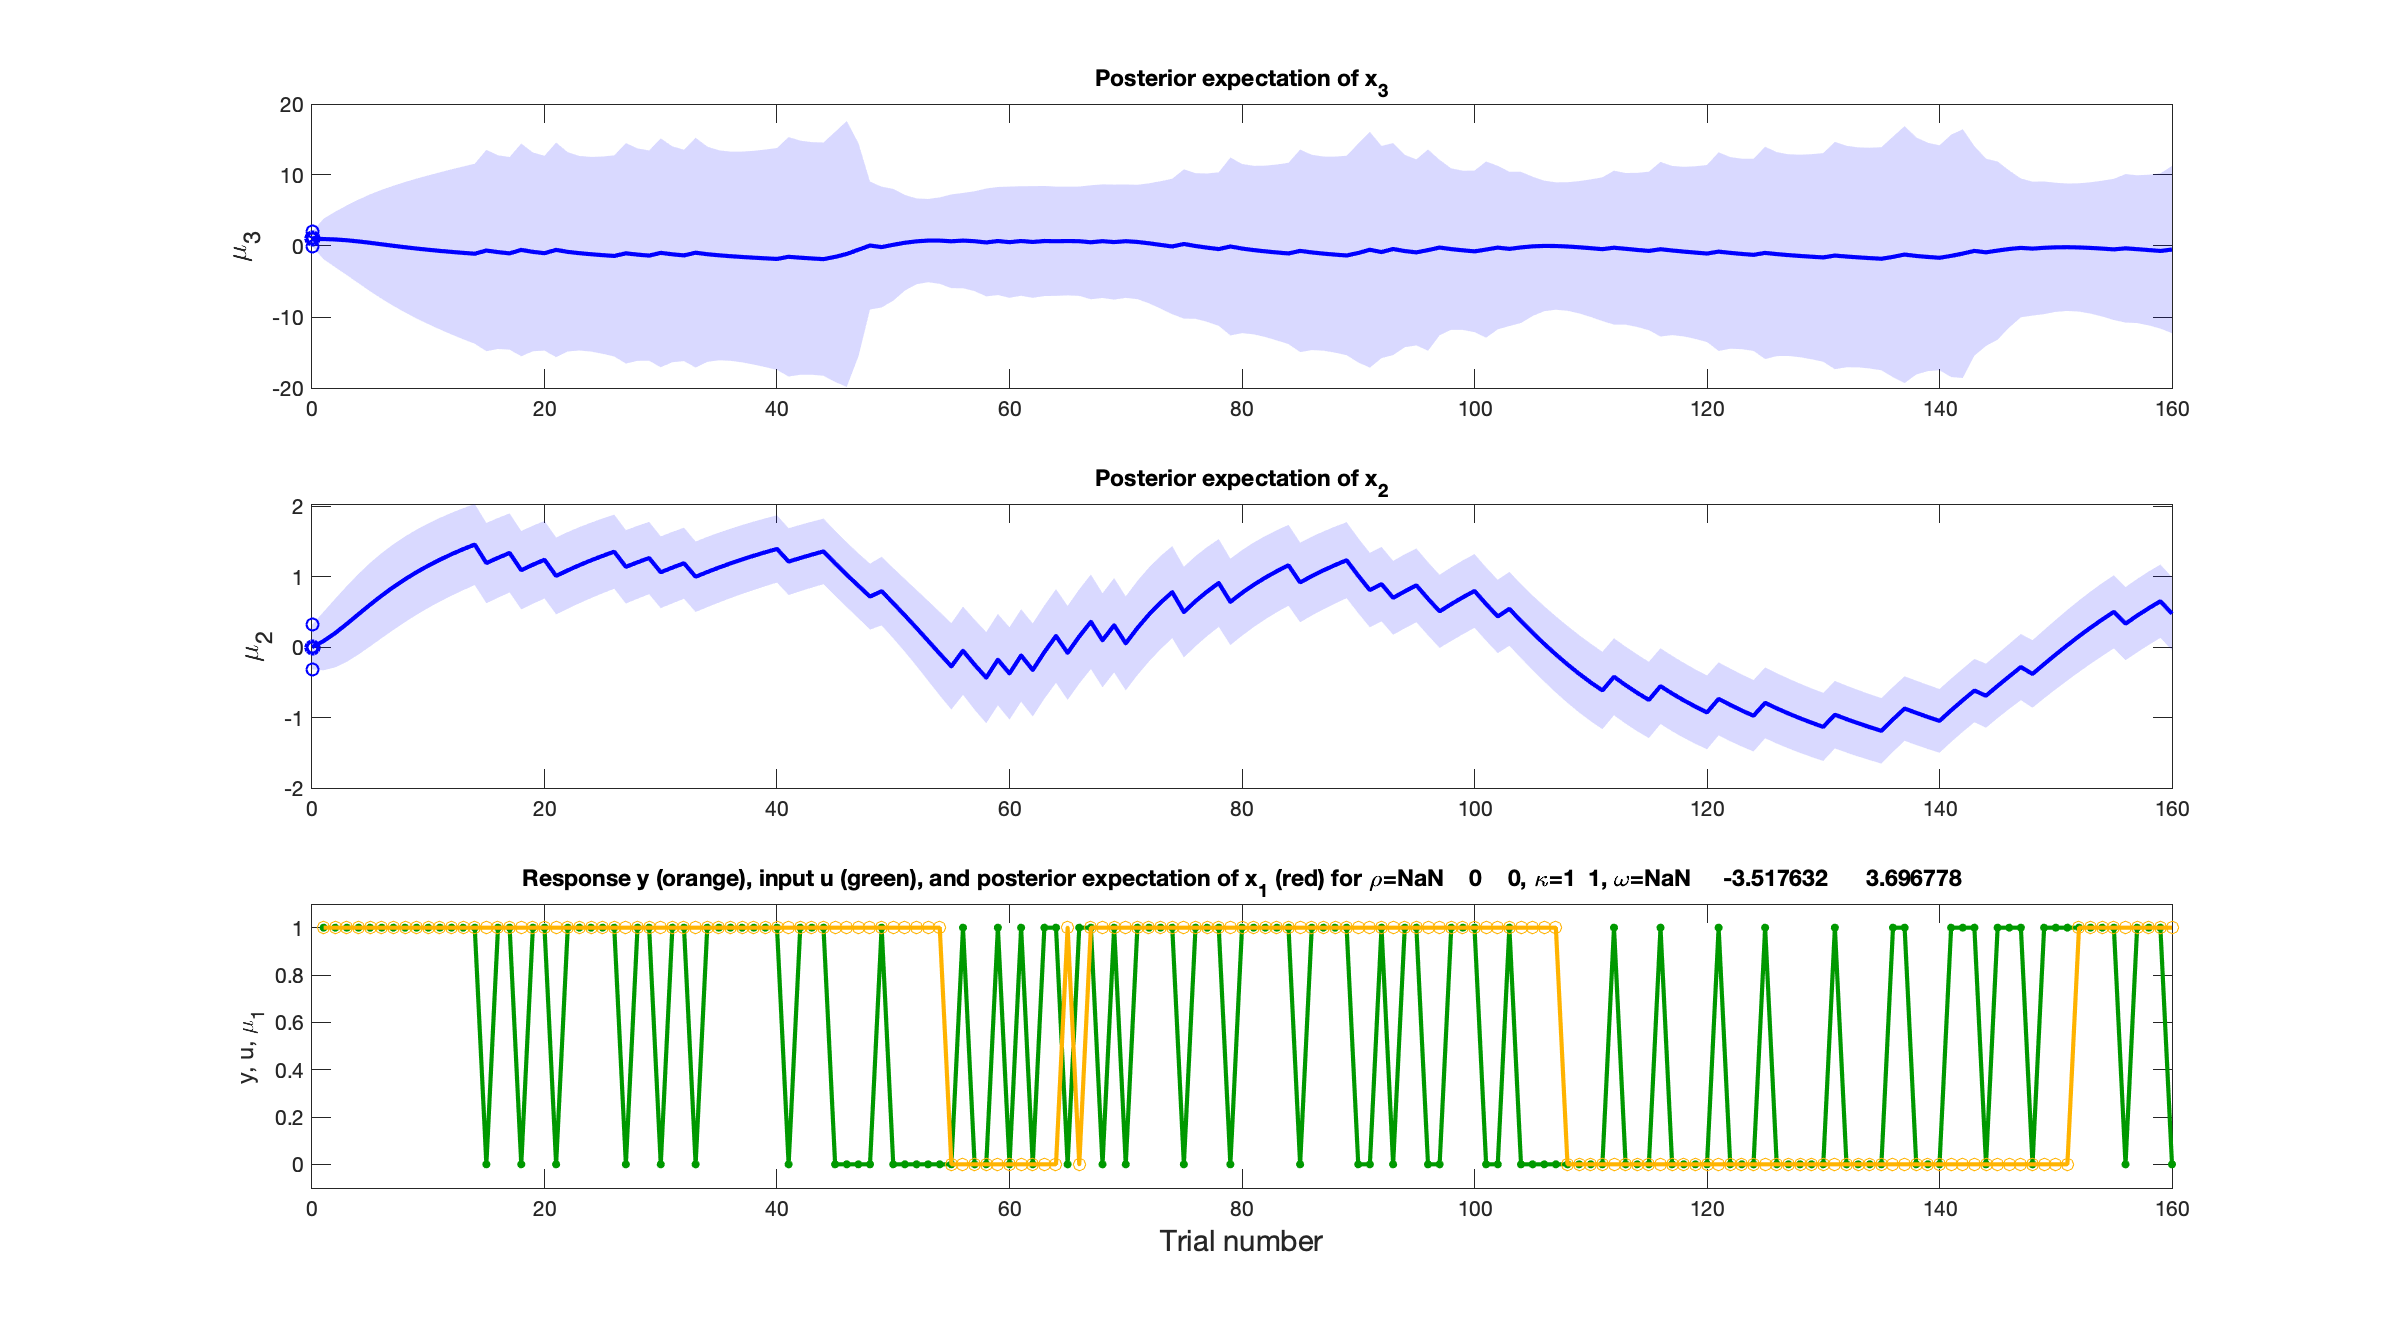 Posterior expectation of x3
20
10
0
-10
-20
μ3
0 20 40 60 80 100 120 140 160
Posterior expectation of x2
2
1
0
-1
-2
μ2
0 20 40 60 80 100 120 140 160
Response y (orange), input u (green), and posterior expectation of x1 (red) for ρ=NaN 0 0, κ=1 1, ω=NaN -3.517632 3.696778
1
0.8
0.6
0.4
0.2
0
y, u, μ1
0 20 40 60 80 100 120 140 160
Trial number